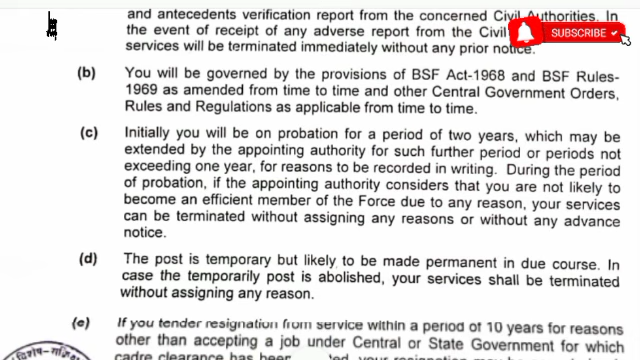 and antecedents verification report from the concerned Civil Authorities. In
the event of receipt of any adverse report from the Civil
SUBSCRIBE
services will be terminated immediately without any prior notice.
(b) You will be governed by the provisions of BSF Act-1968 and BSF Rules-
1969 as amended from time to time and other Central Government Orders,
Rules and Regulations as applicable from time to time.
(c) Initially you will be on probation for a period of two years, which may be
extended by the appointing authority for such further period or periods not
exceeding one year, for reasons to be recorded in writing. During the period
of probation, if the appointing authority considers that you are not likely to
become an efficient member of the Force due to any reason, your services
can be terminated without assigning any reasons or without any advance
notice.
(d) The post is temporary but likely to be made permanent in due course. In
case the temporarily post is abolished, your services shall be terminated
without assigning any reason.
(e) If you tender resignation from service within a period of 10 years for reasons
other than accepting a job under Central or State Government for which
cadre clearance has been